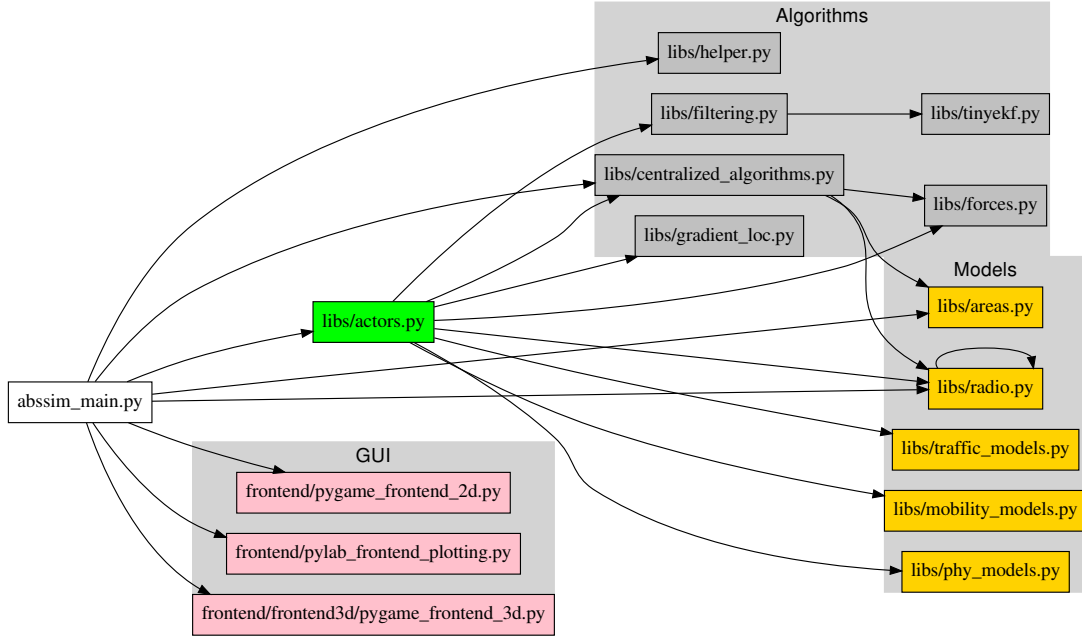 Algorithms
libs/helper.py
libs/filtering.py
libs/tinyekf.py
libs/centralized_algorithms.py
libs/forces.py
libs/gradient_loc.py
Models
libs/areas.py
libs/actors.py
libs/radio.py
abssim_main.py
libs/traffic_models.py
GUI
frontend/pygame_frontend_2d.py
libs/mobility_models.py
frontend/pylab_frontend_plotting.py
libs/phy_models.py
frontend/frontend3d/pygame_frontend_3d.py